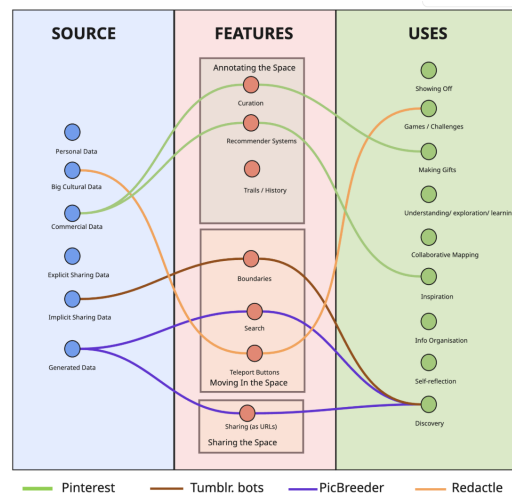 SOURCE
FEATURES
USES
Annotating the Space
Curation
Recommender Systems
Trails / History
Boundaries
Search
Teleport Buttons
Moving In the Space
Sharing (as URLs)
Sharing the Space
Personal Data
Big Cultural Data
Commercial Data
Explicit Sharing Data
Implicit Sharing Data
Generated Data
Showing Off
Games / Challenges
Making Gifts
Understanding/ exploration/ learnin
Collaborative Mapping
Inspiration
Info Organisation
Self-reflection
Discovery
Pinterest
Tumblr. bots
PicBreeder
Redactle